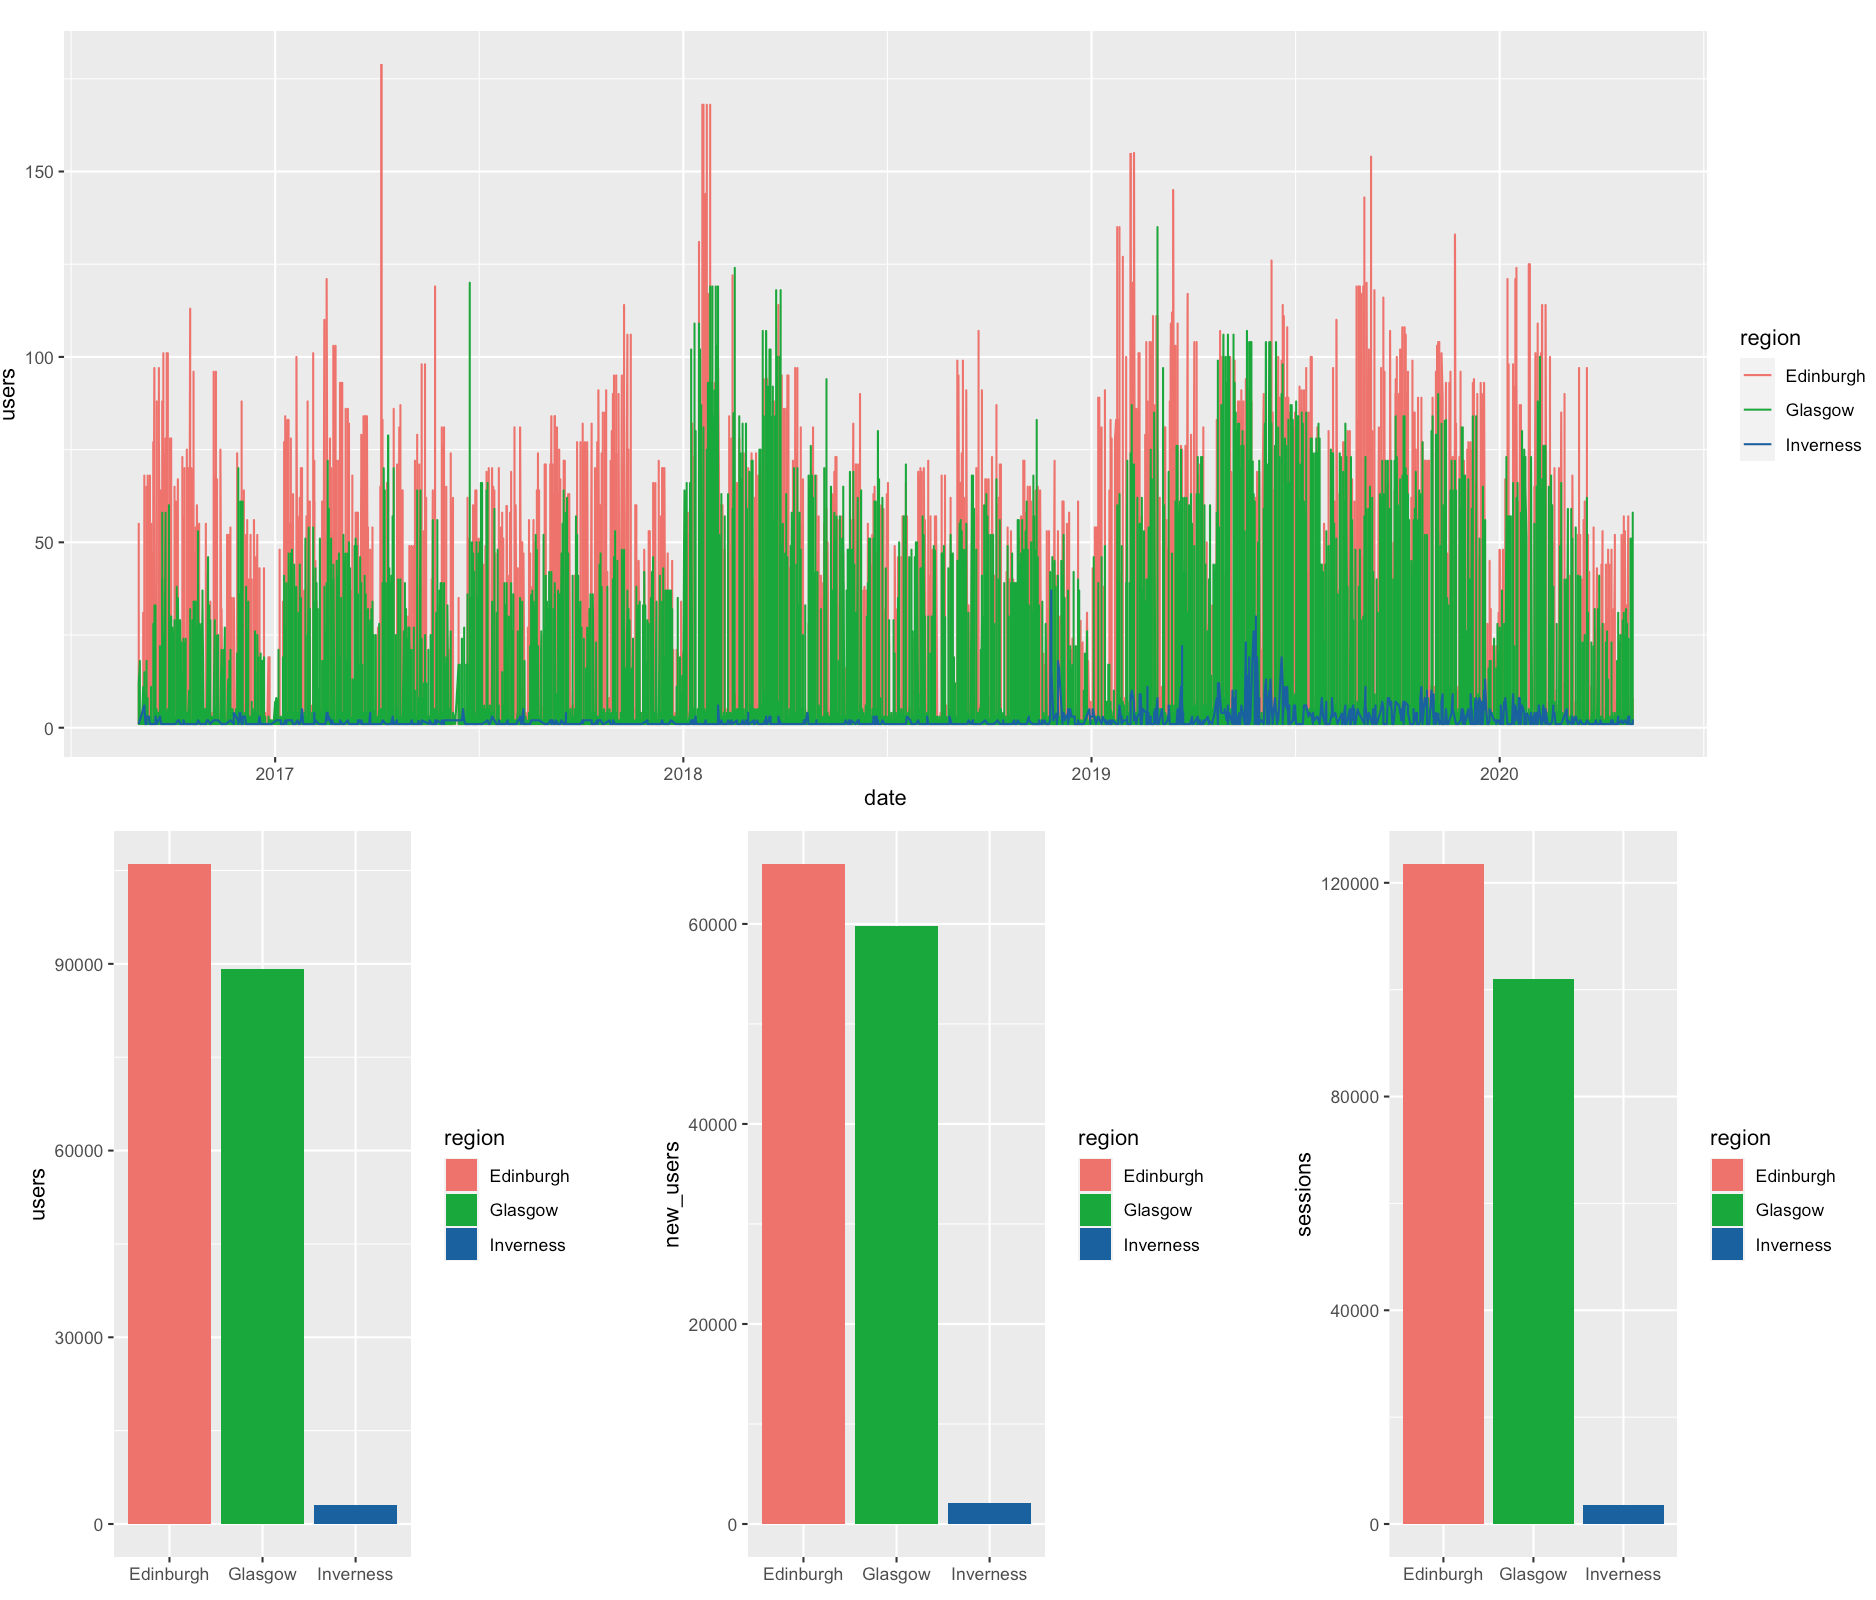 150
100
50
0
users
2017
2018
2019
2020
date
region
Edinburgh
Glasgow
Inverness
90000
60000
30000
0
users
Edinburgh Glasgow Inverness
region
Edinburgh
Glasgow
Inverness
60000
40000
20000
0
new_users
Edinburgh Glasgow Inverness
region
Edinburgh
Glasgow
Inverness
120000
80000
40000
0
sessions
Edinburgh Glasgow Inverness
region
Edinburgh
Glasgow
Inverness